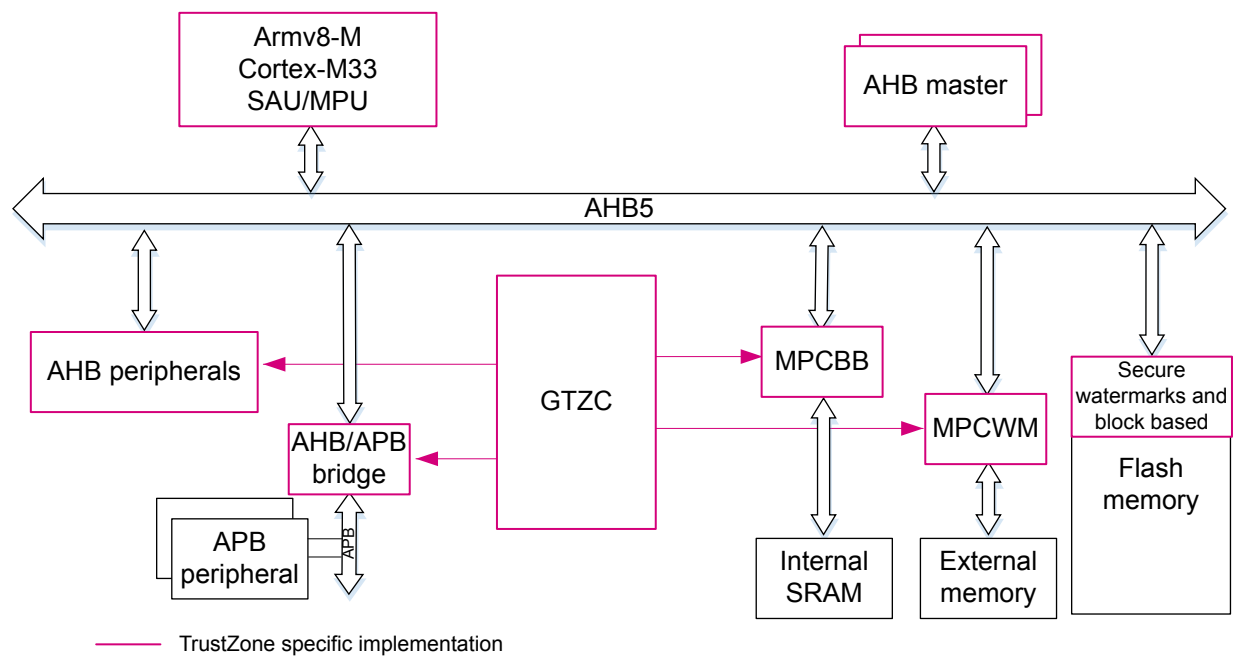 Armv8-M
Cortex-M33
SAU/MPU
AHB master
AHB5
AHB peripherals
GTZC
MPCBB
MPCWM
Secure
watermarks and
block based
Flash
memory
AHB/APB
bridge
APB
APB
peripheral
Internal
SRAM
External
memory
TrustZone specific implementation